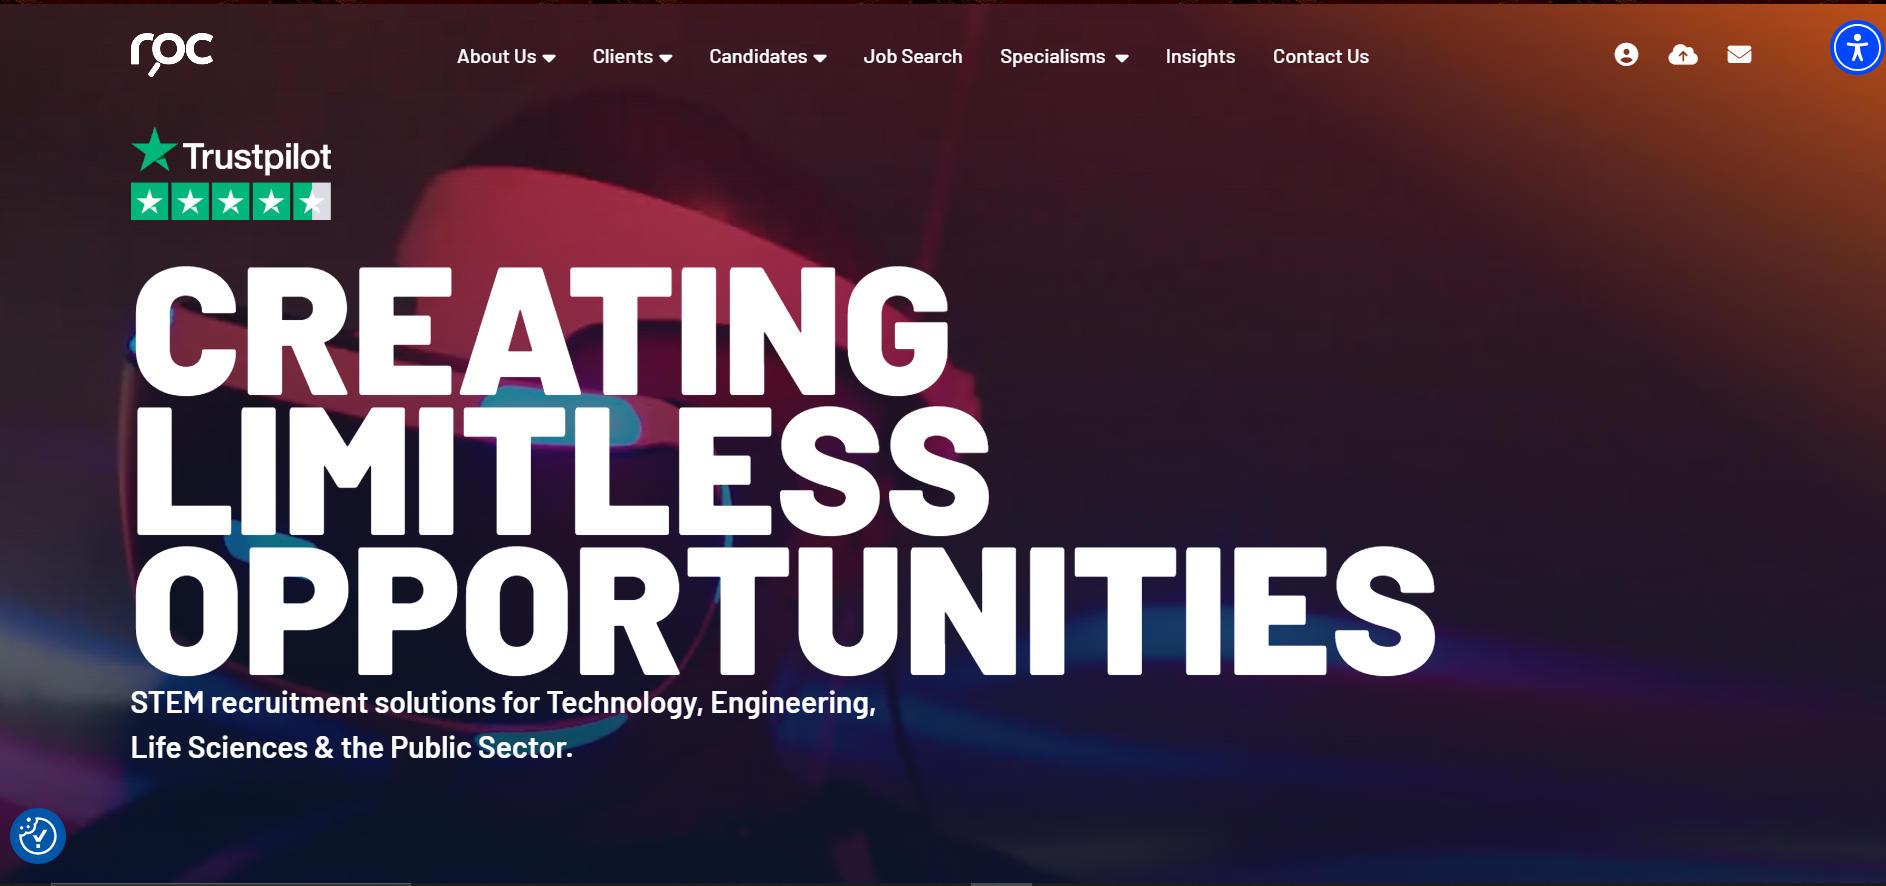 roc
About Us
Clients
Candidates
Job Search
Specialisms
Insights
Contact Us
Trustpilot
CREATING
LIMITLESS
OPPORTUNITIES
STEM recruitment solutions for Technology, Engineering,
Life Sciences & the Public Sector.